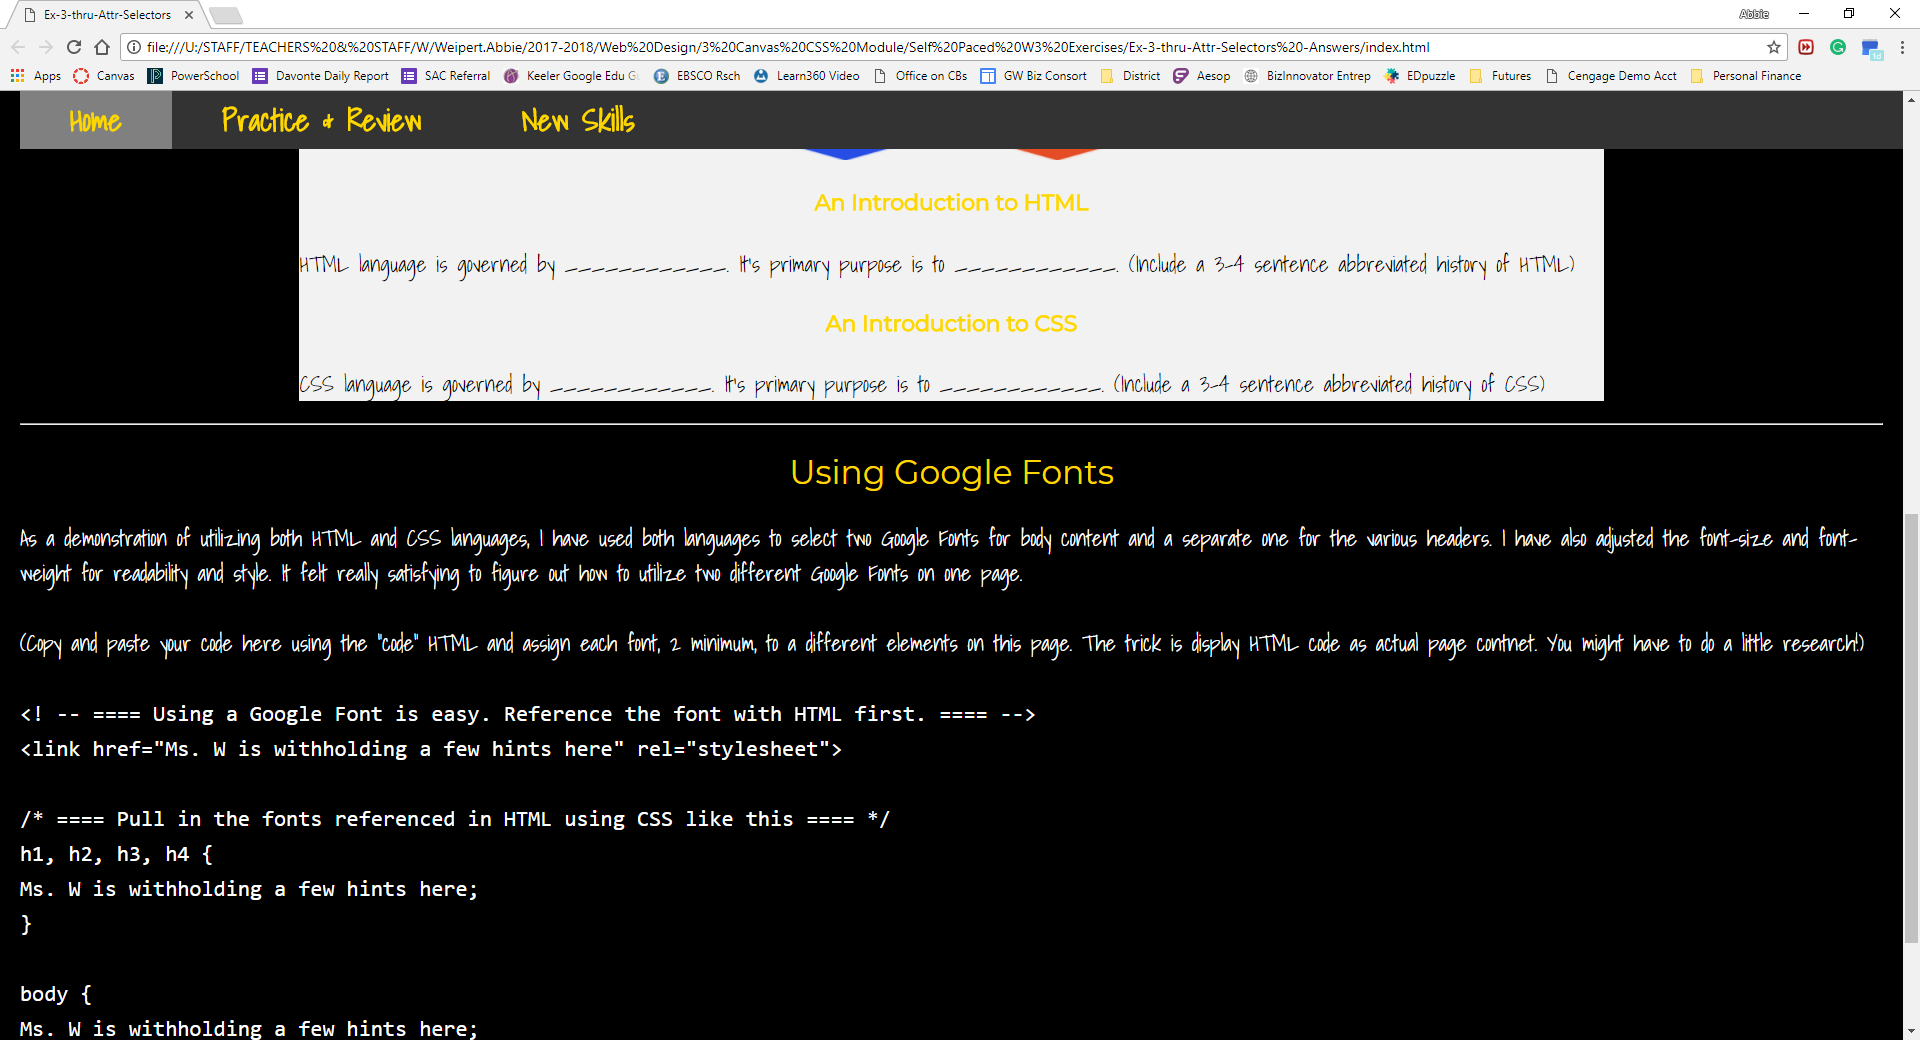 Ex-3-thru-Attr-Selectors
Abbie
file:///U:/STAFF/TEACHERS%20&%20STAFF/W/Weipert.Abbie/2017-2018/Web%20Design/3%20Canvas%20CSS%20Module/Self%20Paced%20W3%20Exercises/Ex-3-thru-Attr-Selectors%20-Answers/index.html
Apps Canvas PowerSchool Davonte Daily Report SAC Referral Keeler Google Edu G EBSCO Rsch Learn360 Video Office on CBs GW Biz Consort District Aesop BizInnovator Entrep EDpuzzle Futures Cengage Demo Acct Personal Finance
Home Practice & Review New Skills
An Introduction to HTML
HTML language is governed by ____________. It's primary purpose is to ____________. (Include a 3-4 sentence abbreviated history of HTML)
An Introduction to CSS
CSS language is governed by ____________. It's primary purpose is to ____________. (Include a 3-4 sentence abbreviated history of CSS)
Using Google Fonts
As a demonstration of utilizing both HTML and CSS languages, I have used both languages to select two Google Fonts for body content and a separate one for the various headers. I have also adjusted the font-size and font-
weight for readability and style. It felt really satisfying to figure out how to utilize two different Google Fonts on one page.
(Copy and paste your code here using the "code" HTML and assign each font, 2 minimum, to a different elements on this page. The trick is display HTML code as actual page contnet. You might have to do a little research!)
<! -- ==== Using a Google Font is easy. Reference the font with HTML first. ==== -->
<link href="Ms. W is withholding a few hints here" rel="stylesheet">
/* ==== Pull in the fonts referenced in HTML using CSS like this ==== */
h1, h2, h3, h4 {
Ms. W is withholding a few hints here;
}
body {
Ms. W is withholding a few hints here;